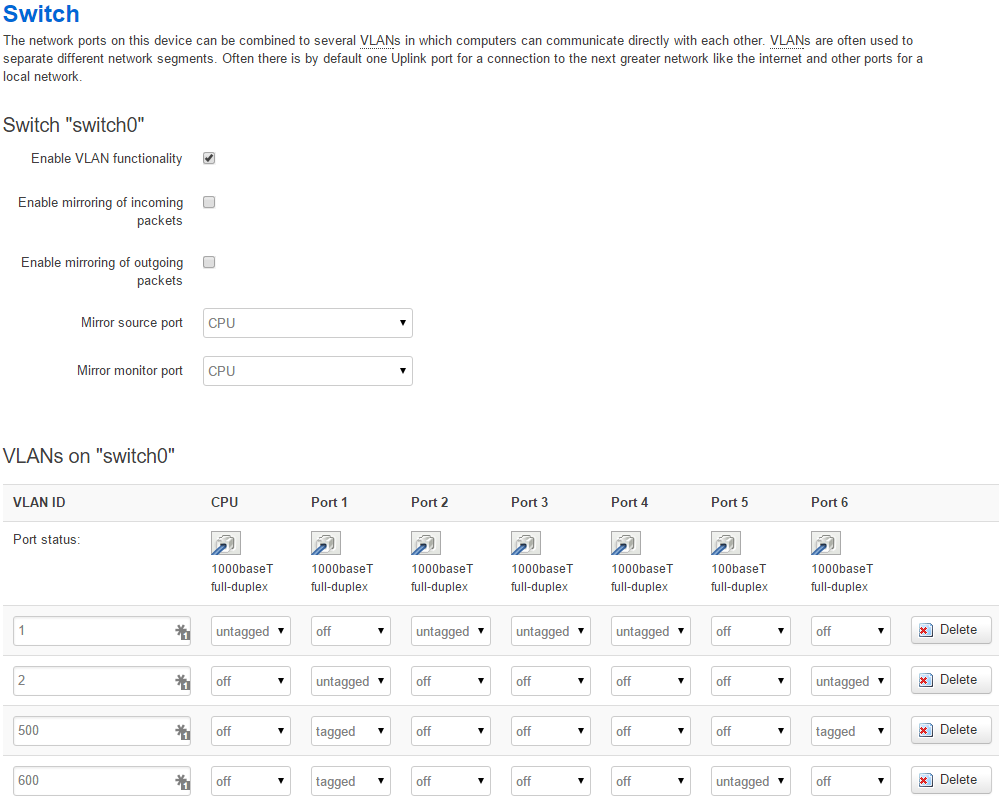 Switch
The network ports on this device can be combined to several VLANs in which computers can communicate directly with each other. VLANs are often used to
separate different network segments. Often there is by default one Uplink port for a connection to the next greater network like the internet and other ports for a
local network.
Switch "switch0"
Enable VLAN functionality
Enable mirroring of incoming
packets
Enable mirroring of outgoing
packets
Mirror source port CPU
Mirror monitor port CPU
VLANs on "switch0"
VLAN ID CPU Port 1 Port 2 Port 3 Port 4 Port 5 Port 6
Port status:
1000baseT 1000baseT 1000baseT 1000baseT 1000baseT 100baseT 1000baseT
full-duplex full-duplex full-duplex full-duplex full-duplex full-duplex full-duplex
1 untagged off untagged untagged untagged off off Delete
2 off untagged off off off off untagged Delete
500 off tagged off off off off tagged Delete
600 off tagged off off off untagged off Delete